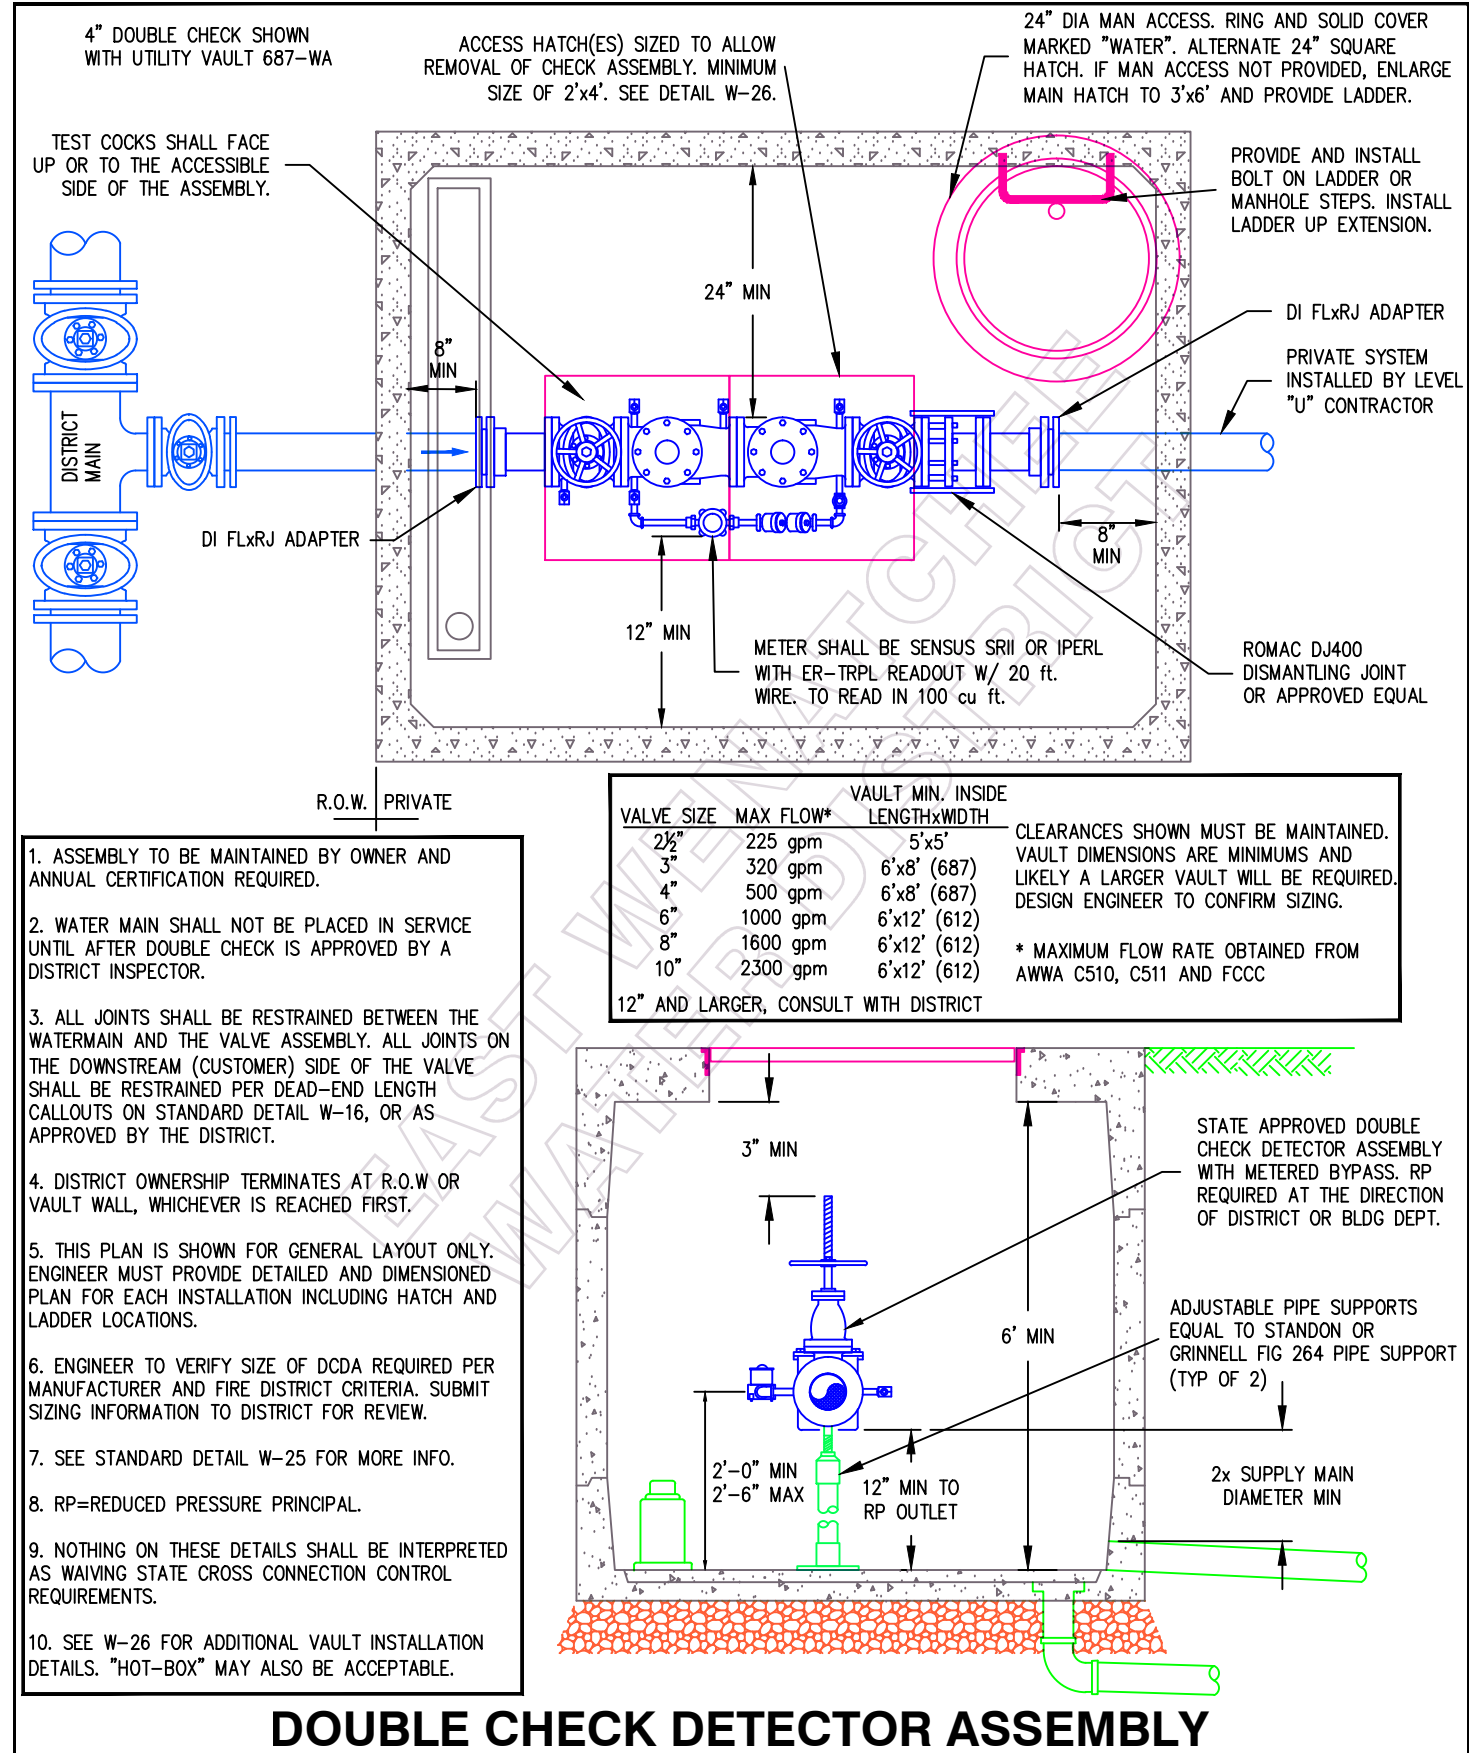 4" DOUBLE CHECK SHOWN
WITH UTILITY VAULT 687-WA
ACCESS HATCH(ES) SIZED TO ALLOW
REMOVAL OF CHECK ASSEMBLY. MINIMUM
SIZE OF 2'x4'. SEE DETAIL W-26.
24" DIA MAN ACCESS. RING AND SOLID COVER
MARKED "WATER". ALTERNATE 24" SQUARE
HATCH. IF MAN ACCESS NOT PROVIDED, ENLARGE
MAIN HATCH TO 3'x6' AND PROVIDE LADDER.
TEST COCKS SHALL FACE
UP OR TO THE ACCESSIBLE
SIDE OF THE ASSEMBLY.
PROVIDE AND INSTALL
BOLT ON LADDER OR
MANHOLE STEPS. INSTALL
LADDER UP EXTENSION.
24" MIN
8"
MIN
DI FLxRJ ADAPTER
PRIVATE SYSTEM
INSTALLED BY LEVEL
"U" CONTRACTOR
DISTRICT
MAIN
DI FLxRJ ADAPTER
8"
MIN
12" MIN
METER SHALL BE SENSUS SRII OR IPERL
WITH ER-TRPL READOUT W/ 20 ft.
WIRE. TO READ IN 100 cu ft.
ROMAC DJ400
DISMANTLING JOINT
OR APPROVED EQUAL
R.O.W. PRIVATE
VAULT MIN. INSIDE
VALVE SIZE MAX FLOW* LENGTHxWIDTH
2½" 225 gpm 5'x5'
3" 320 gpm 6'x8' (687)
4" 500 gpm 6'x8' (687)
6" 1000 gpm 6'x12' (612)
8" 1600 gpm 6'x12' (612)
10" 2300 gpm 6'x12' (612)
12" AND LARGER, CONSULT WITH DISTRICT
CLEARANCES SHOWN MUST BE MAINTAINED.
VAULT DIMENSIONS ARE MINIMUMS AND
LIKELY A LARGER VAULT WILL BE REQUIRED.
DESIGN ENGINEER TO CONFIRM SIZING.
* MAXIMUM FLOW RATE OBTAINED FROM
AWWA C510, C511 AND FCCC
1. ASSEMBLY TO BE MAINTAINED BY OWNER AND
ANNUAL CERTIFICATION REQUIRED.
2. WATER MAIN SHALL NOT BE PLACED IN SERVICE
UNTIL AFTER DOUBLE CHECK IS APPROVED BY A
DISTRICT INSPECTOR.
3. ALL JOINTS SHALL BE RESTRAINED BETWEEN THE
WATERMAIN AND THE VALVE ASSEMBLY. ALL JOINTS ON
THE DOWNSTREAM (CUSTOMER) SIDE OF THE VALVE
SHALL BE RESTRAINED PER DEAD-END LENGTH
CALLOUTS ON STANDARD DETAIL W-16, OR AS
APPROVED BY THE DISTRICT.
4. DISTRICT OWNERSHIP TERMINATES AT R.O.W OR
VAULT WALL, WHICHEVER IS REACHED FIRST.
5. THIS PLAN IS SHOWN FOR GENERAL LAYOUT ONLY.
ENGINEER MUST PROVIDE DETAILED AND DIMENSIONED
PLAN FOR EACH INSTALLATION INCLUDING HATCH AND
LADDER LOCATIONS.
6. ENGINEER TO VERIFY SIZE OF DCDA REQUIRED PER
MANUFACTURER AND FIRE DISTRICT CRITERIA. SUBMIT
SIZING INFORMATION TO DISTRICT FOR REVIEW.
7. SEE STANDARD DETAIL W-25 FOR MORE INFO.
8. RP=REDUCED PRESSURE PRINCIPAL.
9. NOTHING ON THESE DETAILS SHALL BE INTERPRETED
AS WAIVING STATE CROSS CONNECTION CONTROL
REQUIREMENTS.
10. SEE W-26 FOR ADDITIONAL VAULT INSTALLATION
DETAILS. "HOT-BOX" MAY ALSO BE ACCEPTABLE.
3" MIN
6' MIN
STATE APPROVED DOUBLE
CHECK DETECTOR ASSEMBLY
WITH METERED BYPASS. RP
REQUIRED AT THE DIRECTION
OF DISTRICT OR BLDG DEPT.
ADJUSTABLE PIPE SUPPORTS
EQUAL TO STANDON OR
GRINNELL FIG 264 PIPE SUPPORT
(TYP OF 2)
2'-0" MIN
2'-6" MAX
12" MIN TO
RP OUTLET
2x SUPPLY MAIN
DIAMETER MIN
EAST WENATCHEE
WATER DISTRICT
DOUBLE CHECK DETECTOR ASSEMBLY